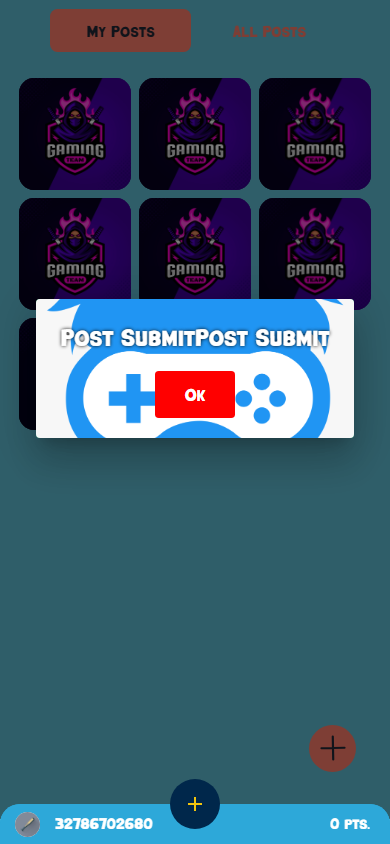 My Posts
All Posts
GAMING
TEAM
GAMING
TEAM
GAMING
TEAM
GAMING
TEAM
GAMING
TEAM
GAMING
TEAM
Post SubmitPost Submit
Ok
32786702680
0 PTS.